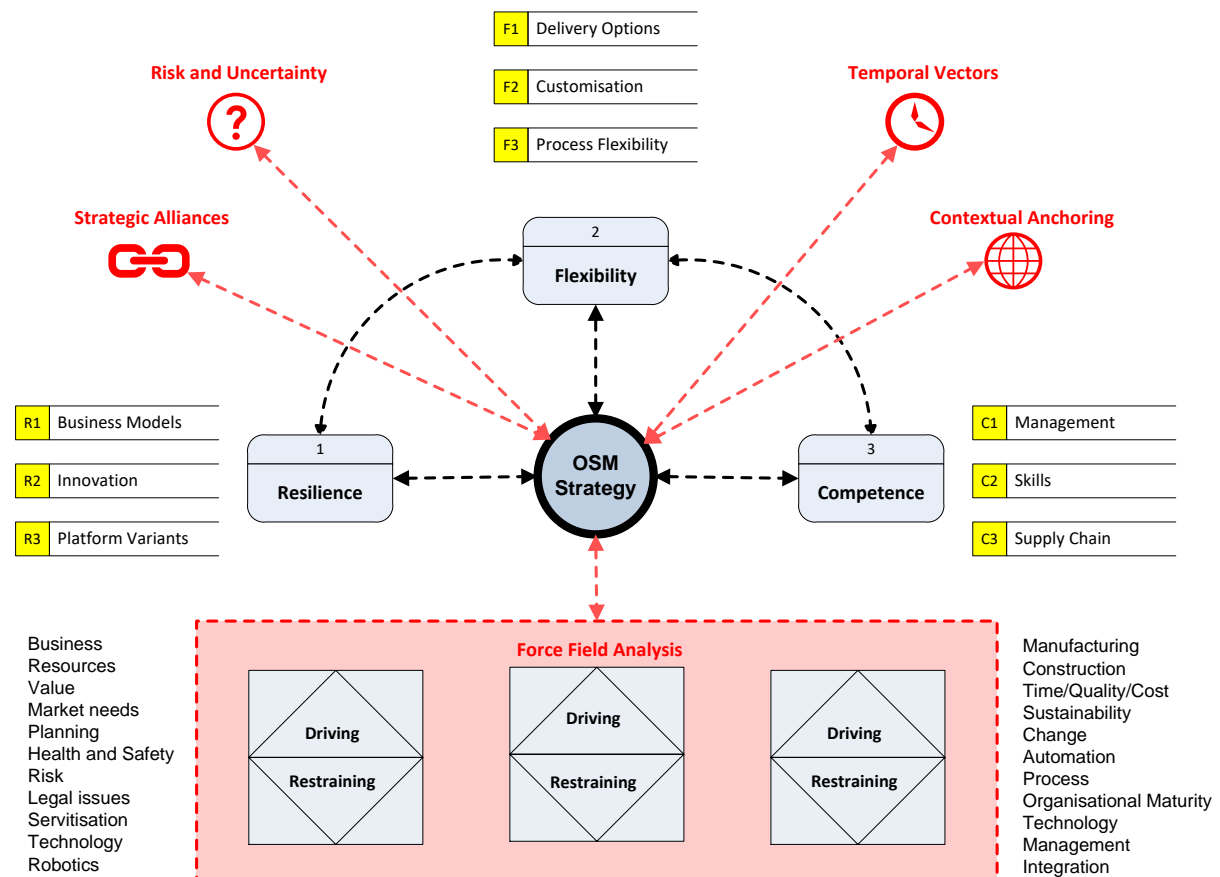 F1 Delivery Options
Risk and Uncertainty
Temporal Vectors
F2 Customisation
?
F3 Process Flexibility
Strategic Alliances
Contextual Anchoring
2
Flexibility
R1 Business Models
C1 Management
1
Resilience
OSM
Strategy
3
Competence
R2 Innovation
C2 Skills
R3 Platform Variants
C3 Supply Chain
Force Field Analysis
Business
Resources
Value
Market needs
Planning
Health and Safety
Risk
Legal issues
Servitisation
Technology
Robotics
Driving
Restraining
Driving
Restraining
Driving
Restraining
Manufacturing
Construction
Time/Quality/Cost
Sustainability
Change
Automation
Process
Organisational Maturity
Technology
Management
Integration